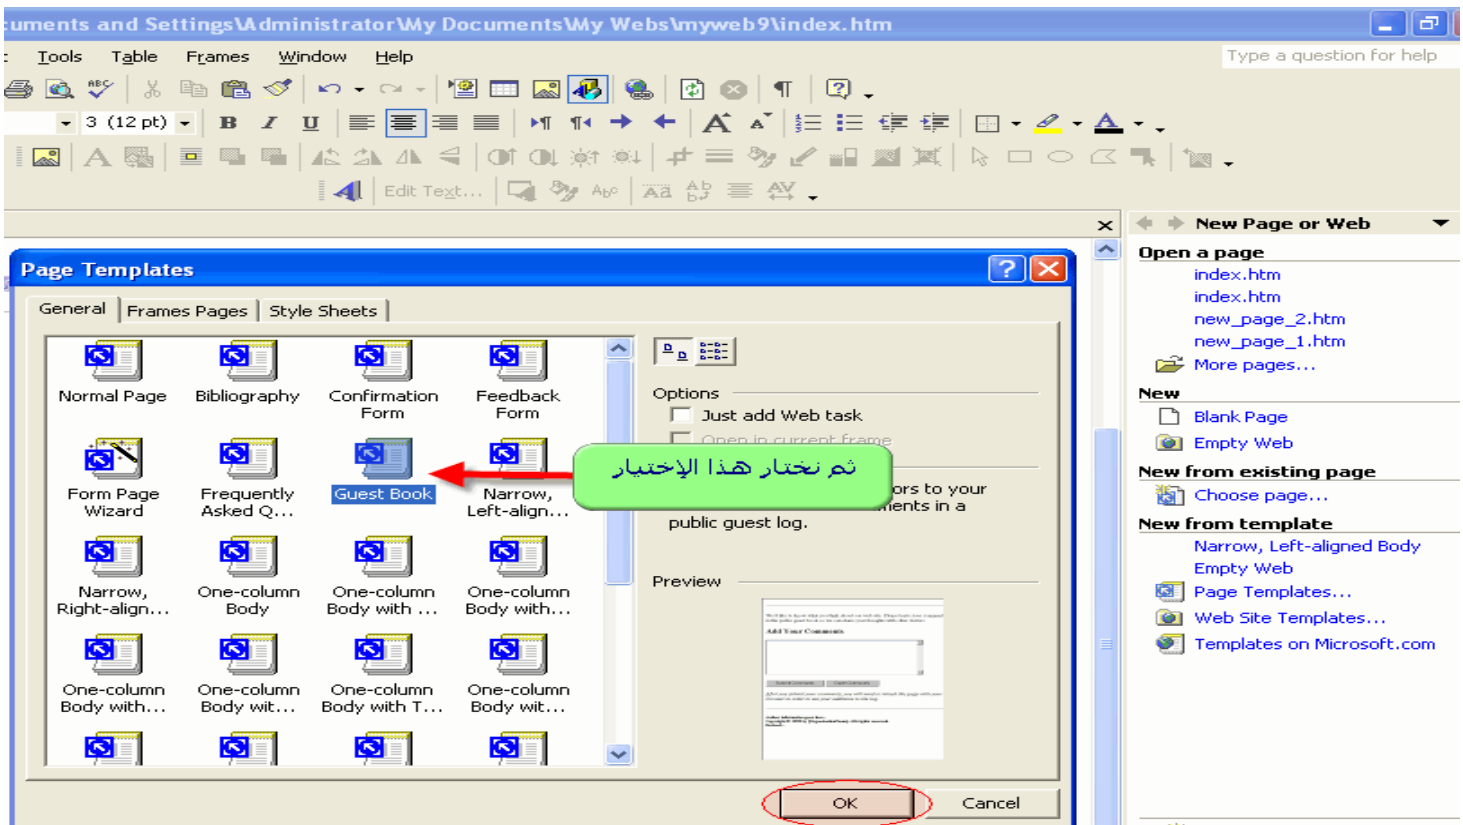 cuments and Settings\Administrator\My Documents\My Webs\myweb9\index.htm
Tools Table Frames Window Help
Type a question for help
3 (12 pt)
B I U
Edit Text...
New Page or Web
Open a page
index.htm
index.htm
new_page_2.htm
new_page_1.htm
More pages...
New
Blank Page
Empty Web
New from existing page
Choose page...
New from template
Narrow, Left-aligned Body
Empty Web
Page Templates...
Web Site Templates...
Templates on Microsoft.com
Page Templates
General Frames Pages Style Sheets
Normal Page
Bibliography
Confirmation Form
Feedback Form
Form Page Wizard
Frequently Asked Q...
Guest Book
Narrow, Left-align...
Narrow, Right-align...
One-column Body
One-column Body with ...
One-column Body with...
One-column Body with...
One-column Body wit...
One-column Body with T...
One-column Body wit...
Options
Just add Web task
Open in current frame
ثم نختار هذا الإختيار
ors to your
ments in a
public guest log.
Preview
Add Your Comments
OK Cancel